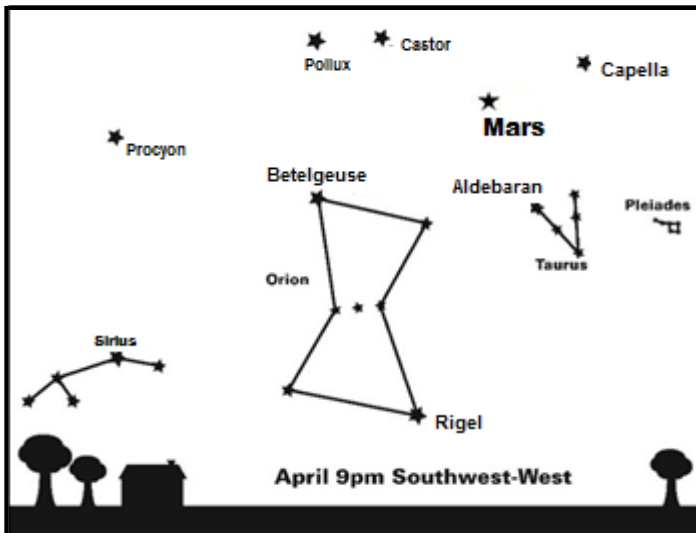 Castor
Pollux
Capella
Mars
Procyon
Betelgeuse
Aldebaran
Pleiades
Taurus
Orion
Sirius
Rigel
April 9pm Southwest-West